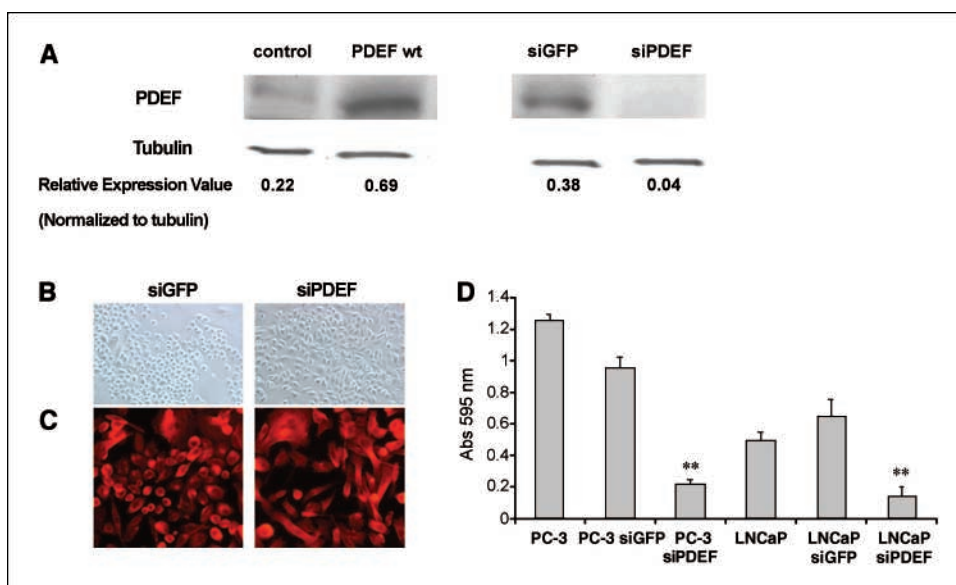 A
control PDEF wt siGFP siPDEF
PDEF
Tubulin
Relative Expression Value 0.22 0.69 0.38 0.04
(Normalized to tubulin)
B siGFP siPDEF
C
D
Abs 595 nm
1.4
1.2
1
0.8
0.6
0.4
0.2
0
** **
PC-3 PC-3 siGFP PC-3 siPDEF LNCaP LNCaP siGFP LNCaP siPDEF